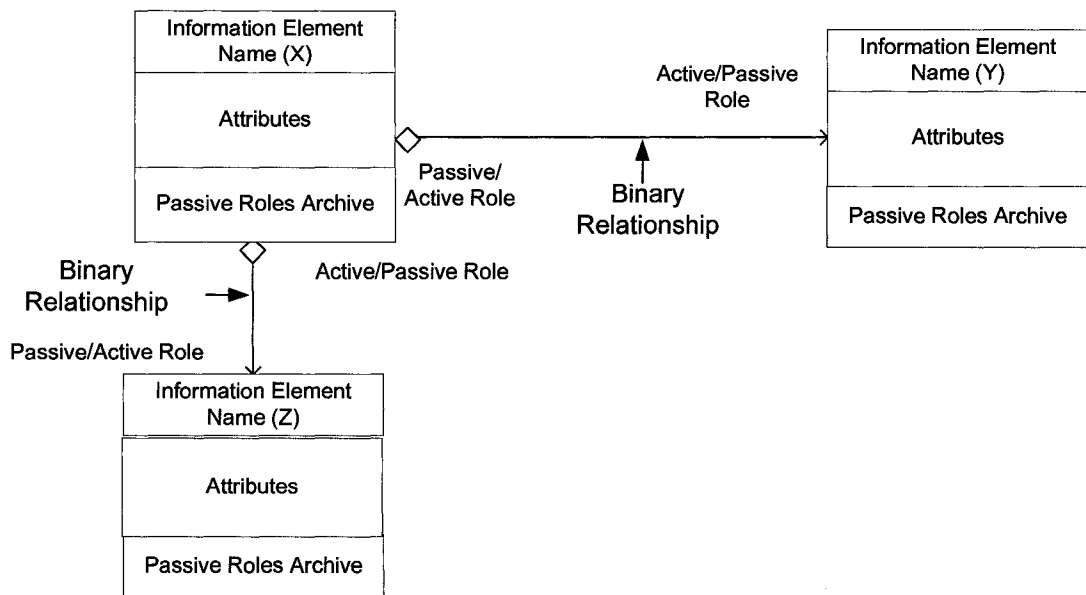 Information Element
Name (X)
Attributes
Passive Roles Archive
Active/Passive
Role
Passive/
Active Role
Binary
Relationship
Information Element
Name (Y)
Attributes
Passive Roles Archive
Binary
Relationship
Active/Passive Role
Passive/Active Role
Information Element
Name (Z)
Attributes
Passive Roles Archive